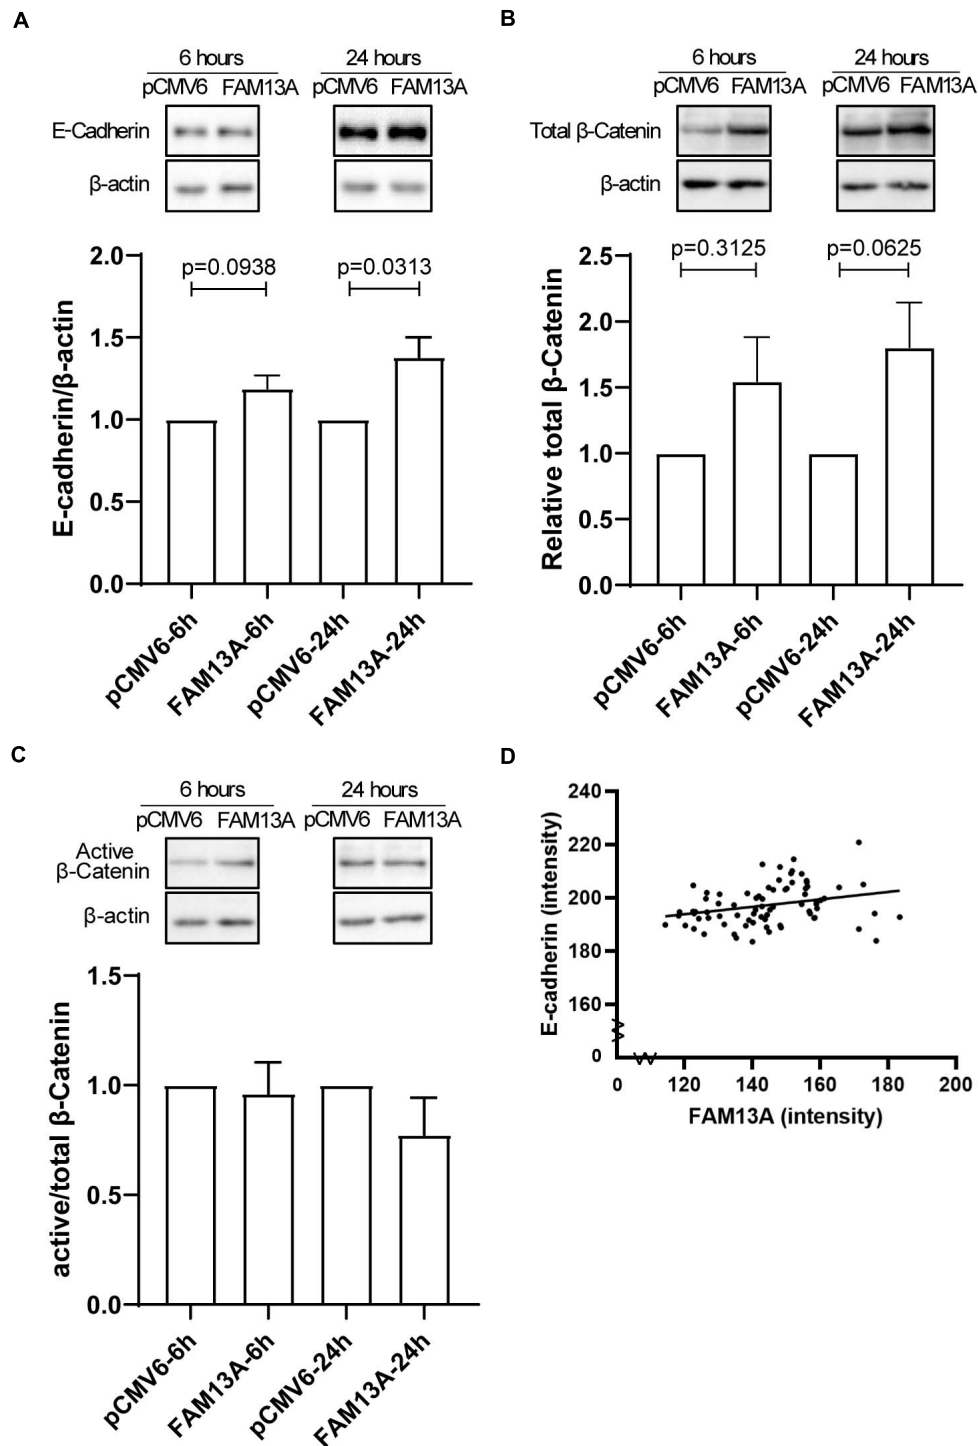 A
6 hours 24 hours
pCMV6 FAM13A pCMV6 FAM13A
E-Cadherin
β-actin
2.0
p=0.0938 p=0.0313
1.5
1.0
0.5
0.0
E-cadherin/β-actin
pCMV6-6h
FAM13A-6h
pCMV6-24h
FAM13A-24h
B
6 hours 24 hours
pCMV6 FAM13A pCMV6 FAM13A
Total β-Catenin
β-actin
p=0.3125 p=0.0625
2.5
2.0
1.5
1.0
0.5
0.0
Relative total β-Catenin
pCMV6-6h
FAM13A-6h
pCMV6-24h
FAM13A-24h
C
6 hours 24 hours
pCMV6 FAM13A pCMV6 FAM13A
Active
β-Catenin
β-actin
1.5
1.0
0.5
0.0
active/total β-Catenin
pCMV6-6h
FAM13A-6h
pCMV6-24h
FAM13A-24h
D
240
220
200
180
160
0
E-cadherin (intensity)
0 120 140 160 180 200
FAM13A (intensity)